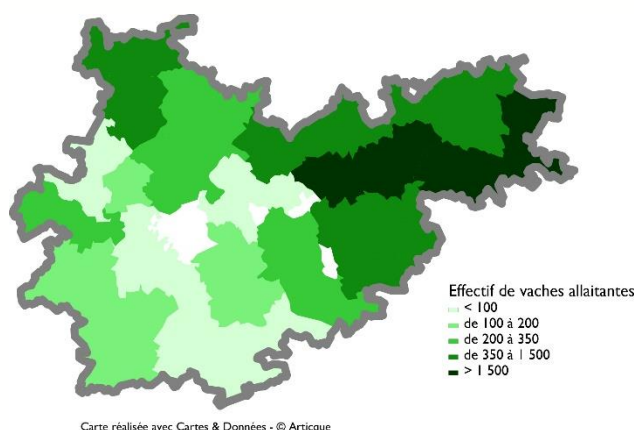 Effectif de vaches allaitantes
< 100
de 100 à 200
de 200 à 350
de 350 à 1 500
> 1 500
Carte réalisée avec Cartes & Données - © Articque